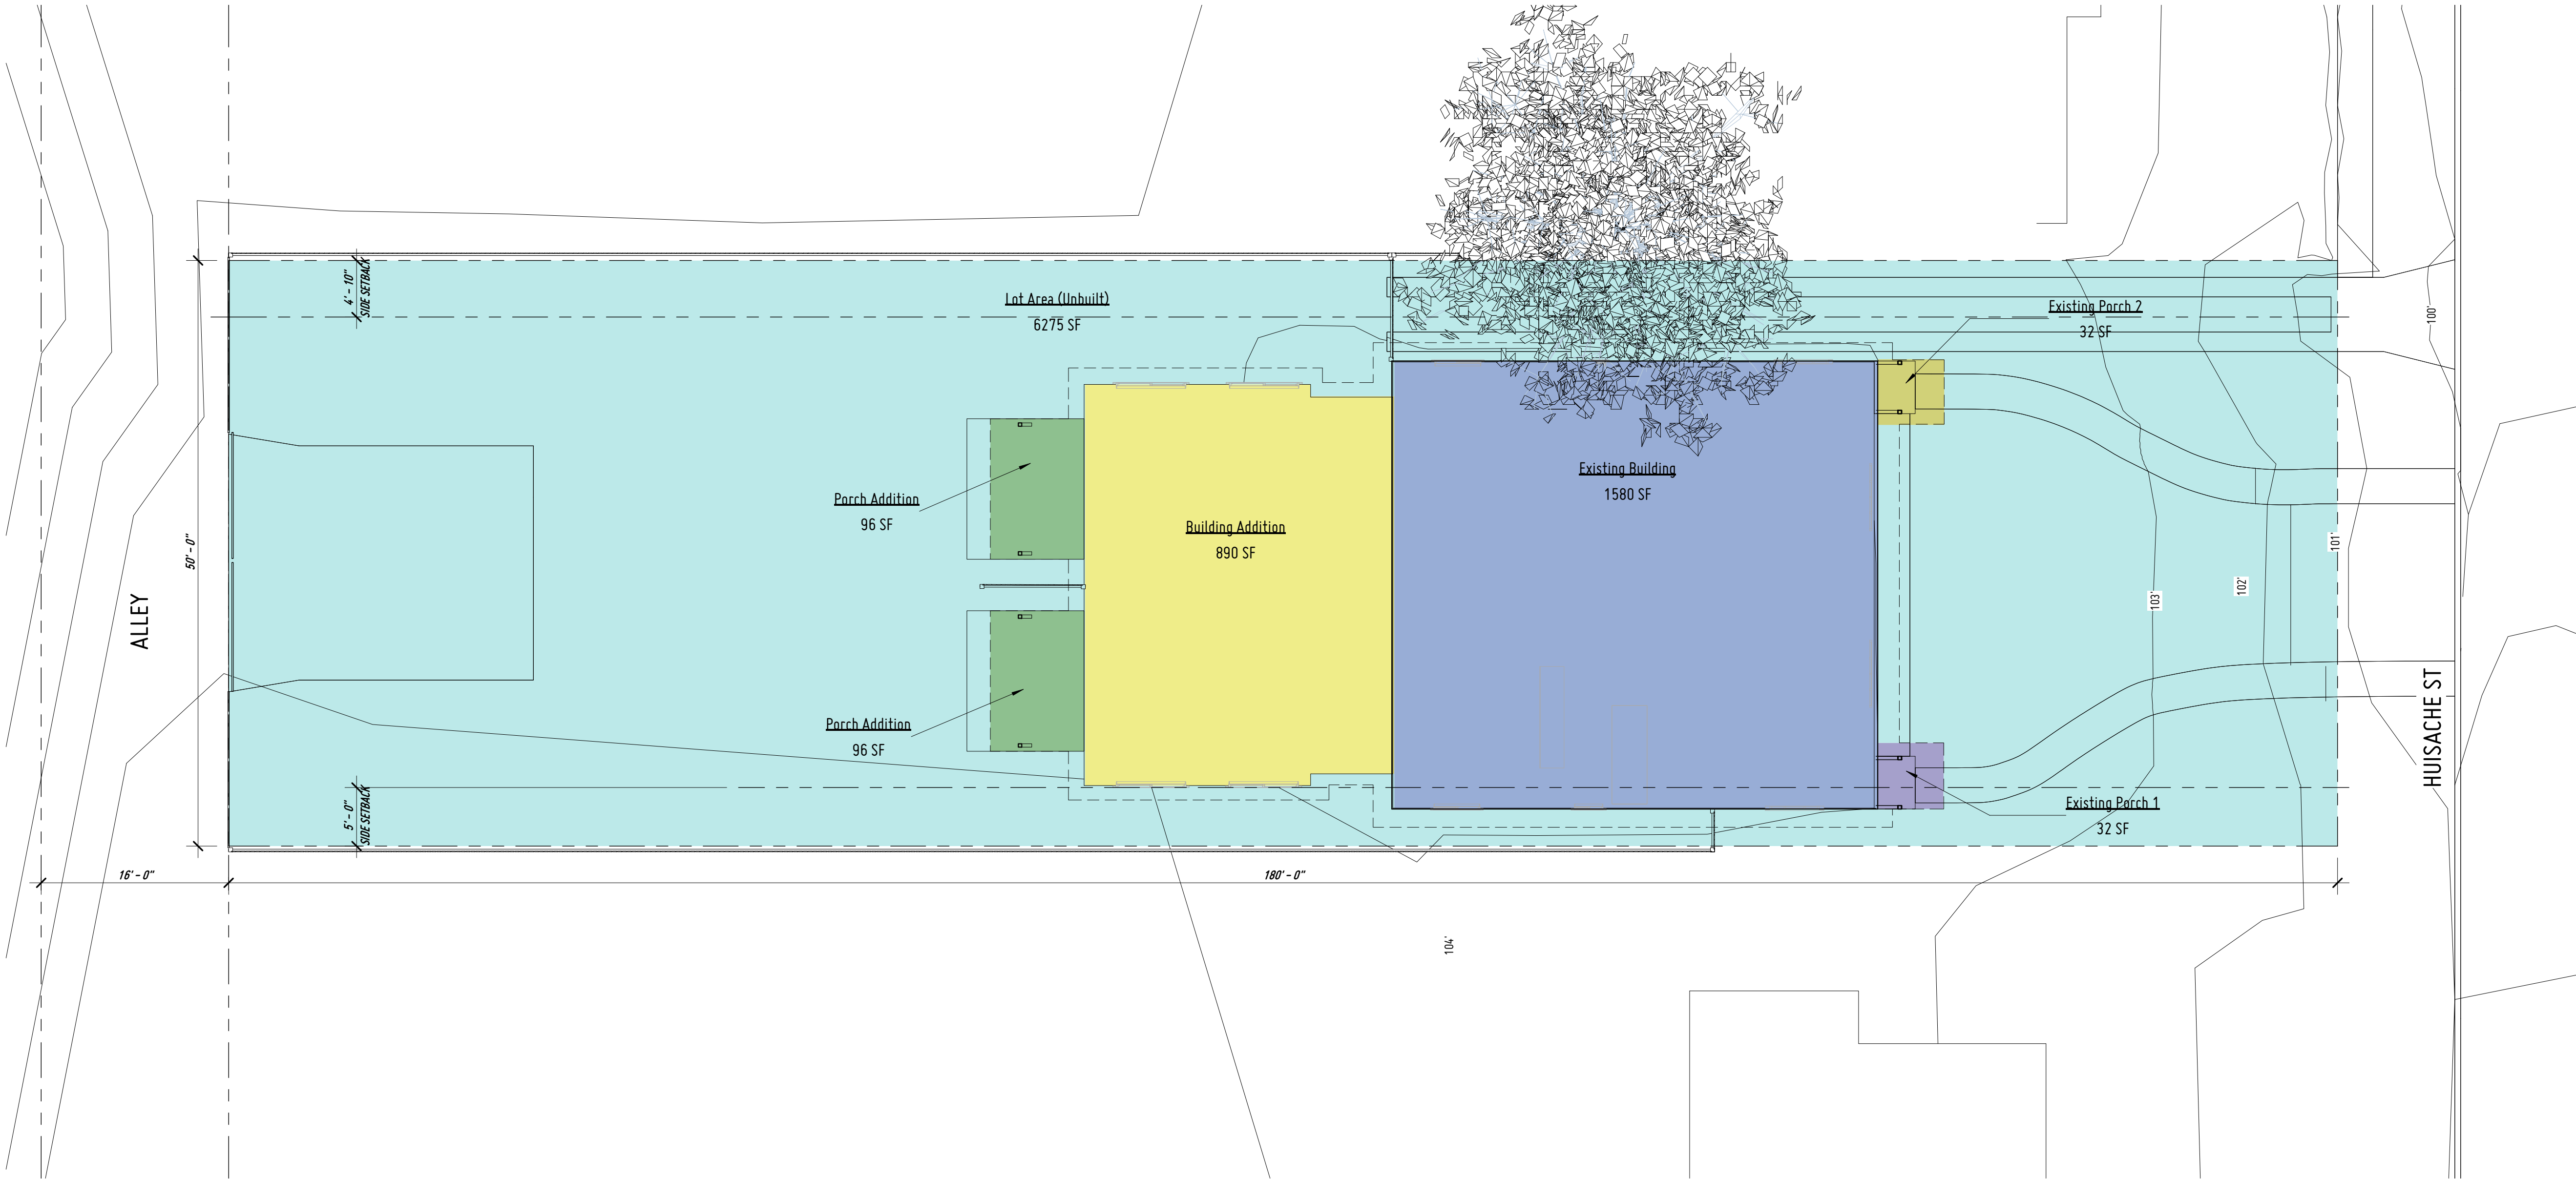 4' - 10"
SIDE SETBACK
Lot Area (Unbuilt)
6275 SF
Existing Porch 2
32 SF
100'
Existing Building
1580 SF
Porch Addition
96 SF
Building Addition
890 SF
50' - 0"
ALLEY
101'
102'
103'
HUISACHE ST
Porch Addition
96 SF
5' - 0"
SIDE SETBACK
Existing Porch 1
32 SF
16' - 0"
180' - 0"
104'